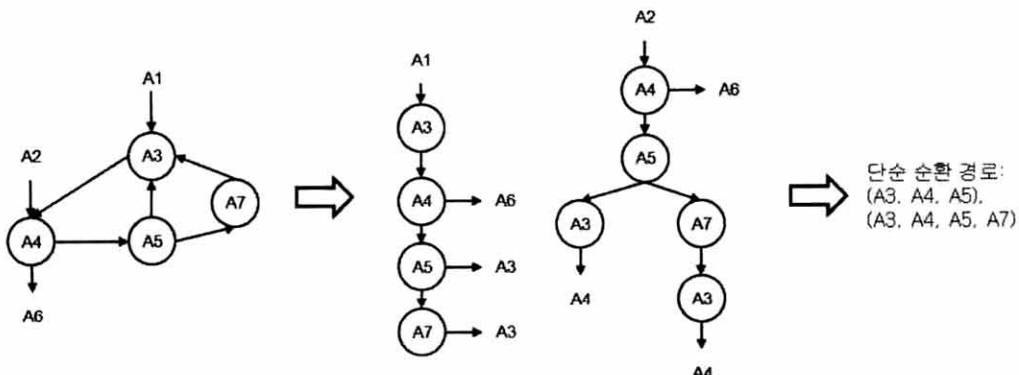 A1
A2
A3
A7
A4
A5
A6
A1
A3
A4
A6
A5
A3
A7
A3
A2
A4
A6
A5
A3
A7
A4
A3
A4
단순 순환 경로:
(A3, A4, A5),
(A3, A4, A5, A7)